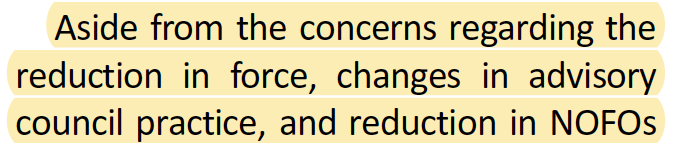 Aside from the concerns regarding the
reduction in force, changes in advisory
council practice, and reduction in NOFOs